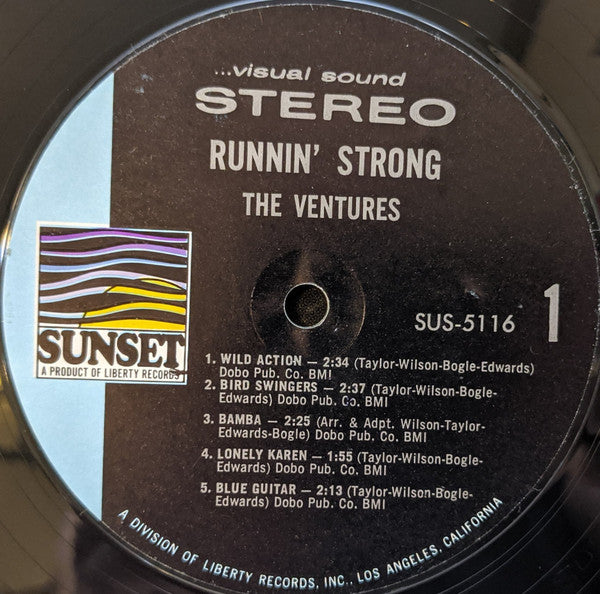 ...visual sound
STEREO
RUNNIN' STRONG
THE VENTURES
SUNSET
A PRODUCT OF LIBERTY RECORDS
SUS-5116
1
1. WILD ACTION — 2:34 (Taylor-Wilson-Bogle-Edwards)
Dobo Pub. Co. BMI
2. BIRD SWINGERS — 2:37 (Taylor-Wilson-Bogle-
Edwards) Dobo Pub. Co. BMI
3. BAMBA — 2:25 (Arr. & Adpt. Wilson-Taylor-
Edwards-Bogle) Dobo Pub. Co. BMI
4. LONELY KAREN — 1:55 (Taylor-Wilson-Bogle-
Edwards) Dobo Pub. Co. BMI
5. BLUE GUITAR — 2:13 (Taylor-Wilson-Bogle-
Edwards) Dobo Pub. Co. BMI
A DIVISION OF LIBERTY RECORDS, INC., LOS ANGELES, CALIFORNIA